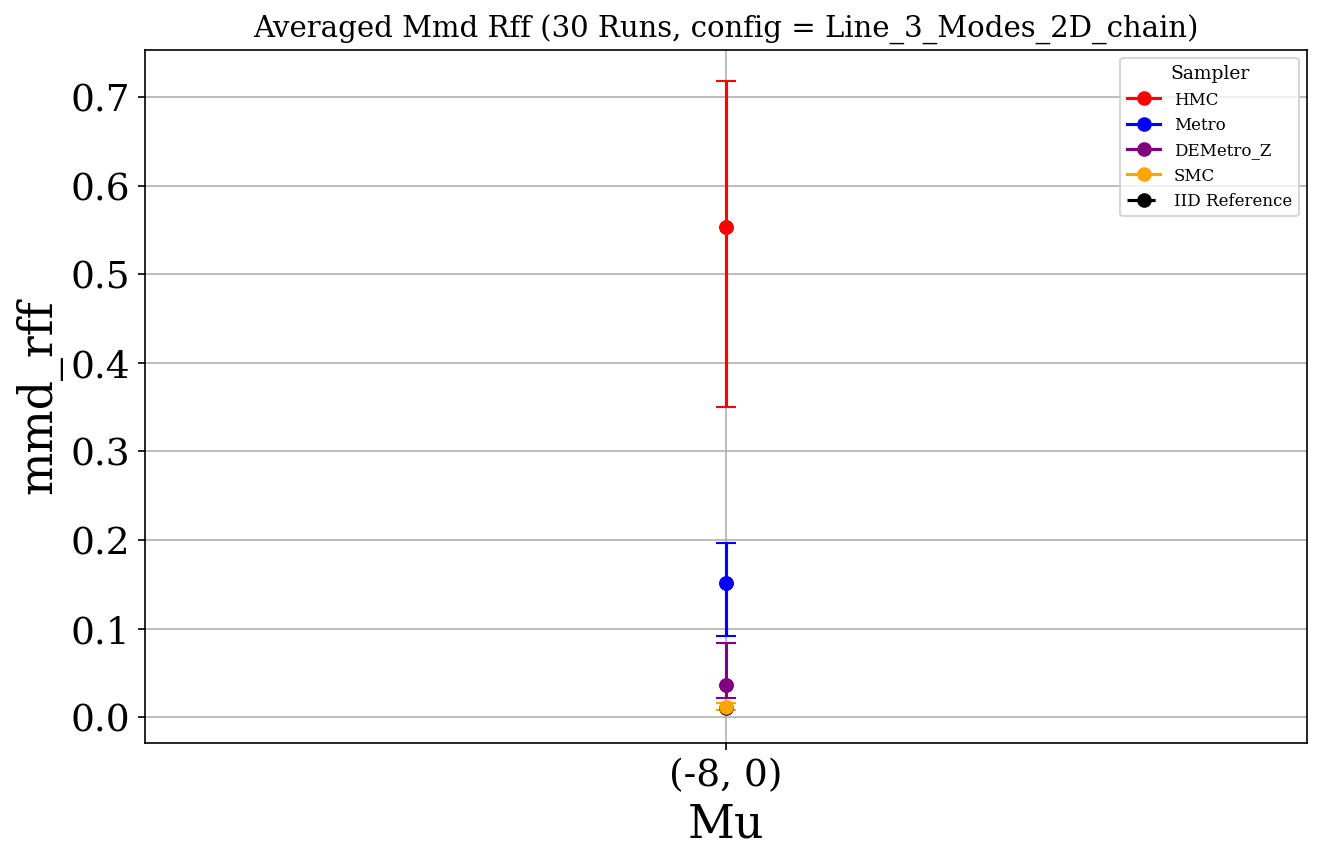 Averaged Mmd Rff (30 Runs, config = Line_3_Modes_2D_chain)
Sampler
HMC
Metro
DEMetro_Z
SMC
IID Reference
mmd_rff
0.7
0.6
0.5
0.4
0.3
0.2
0.1
0.0
(-8, 0)
Mu